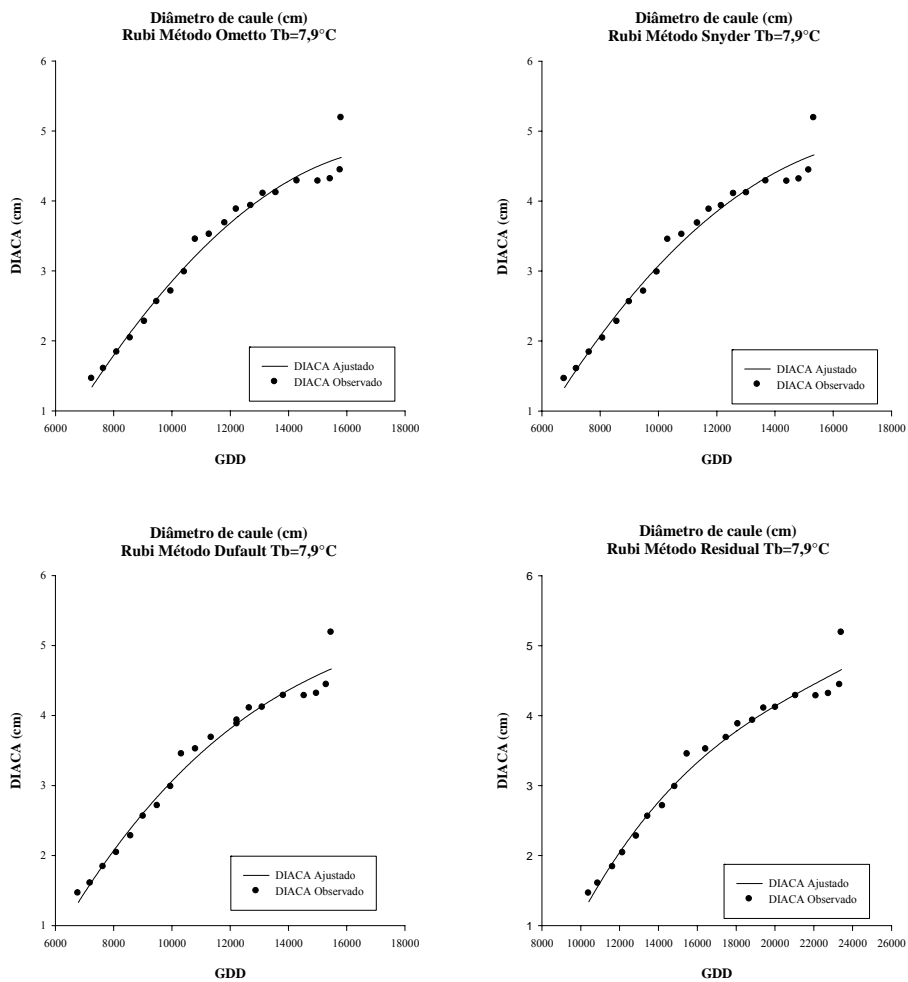 Diâmetro de caule (cm)
Rubi Método Ometto Tb=7,9°C
6
5
4
3
2
1
DIACA (cm)
DIACA Ajustado
DIACA Observado
6000 8000 10000 12000 14000 16000 18000
GDD
Diâmetro de caule (cm)
Rubi Método Snyder Tb=7,9°C
6
5
4
3
2
1
DIACA (cm)
DIACA Ajustado
DIACA Observado
6000 8000 10000 12000 14000 16000 18000
GDD
Diâmetro de caule (cm)
Rubi Método Dufault Tb=7,9°C
6
5
4
3
2
1
DIACA (cm)
DIACA Ajustado
DIACA Observado
6000 8000 10000 12000 14000 16000 18000
GDD
Diâmetro de caule (cm)
Rubi Método Residual Tb=7,9°C
6
5
4
3
2
1
DIACA (cm)
DIACA Ajustado
DIACA Observado
8000 10000 12000 14000 16000 18000 20000 22000 24000 26000
GDD